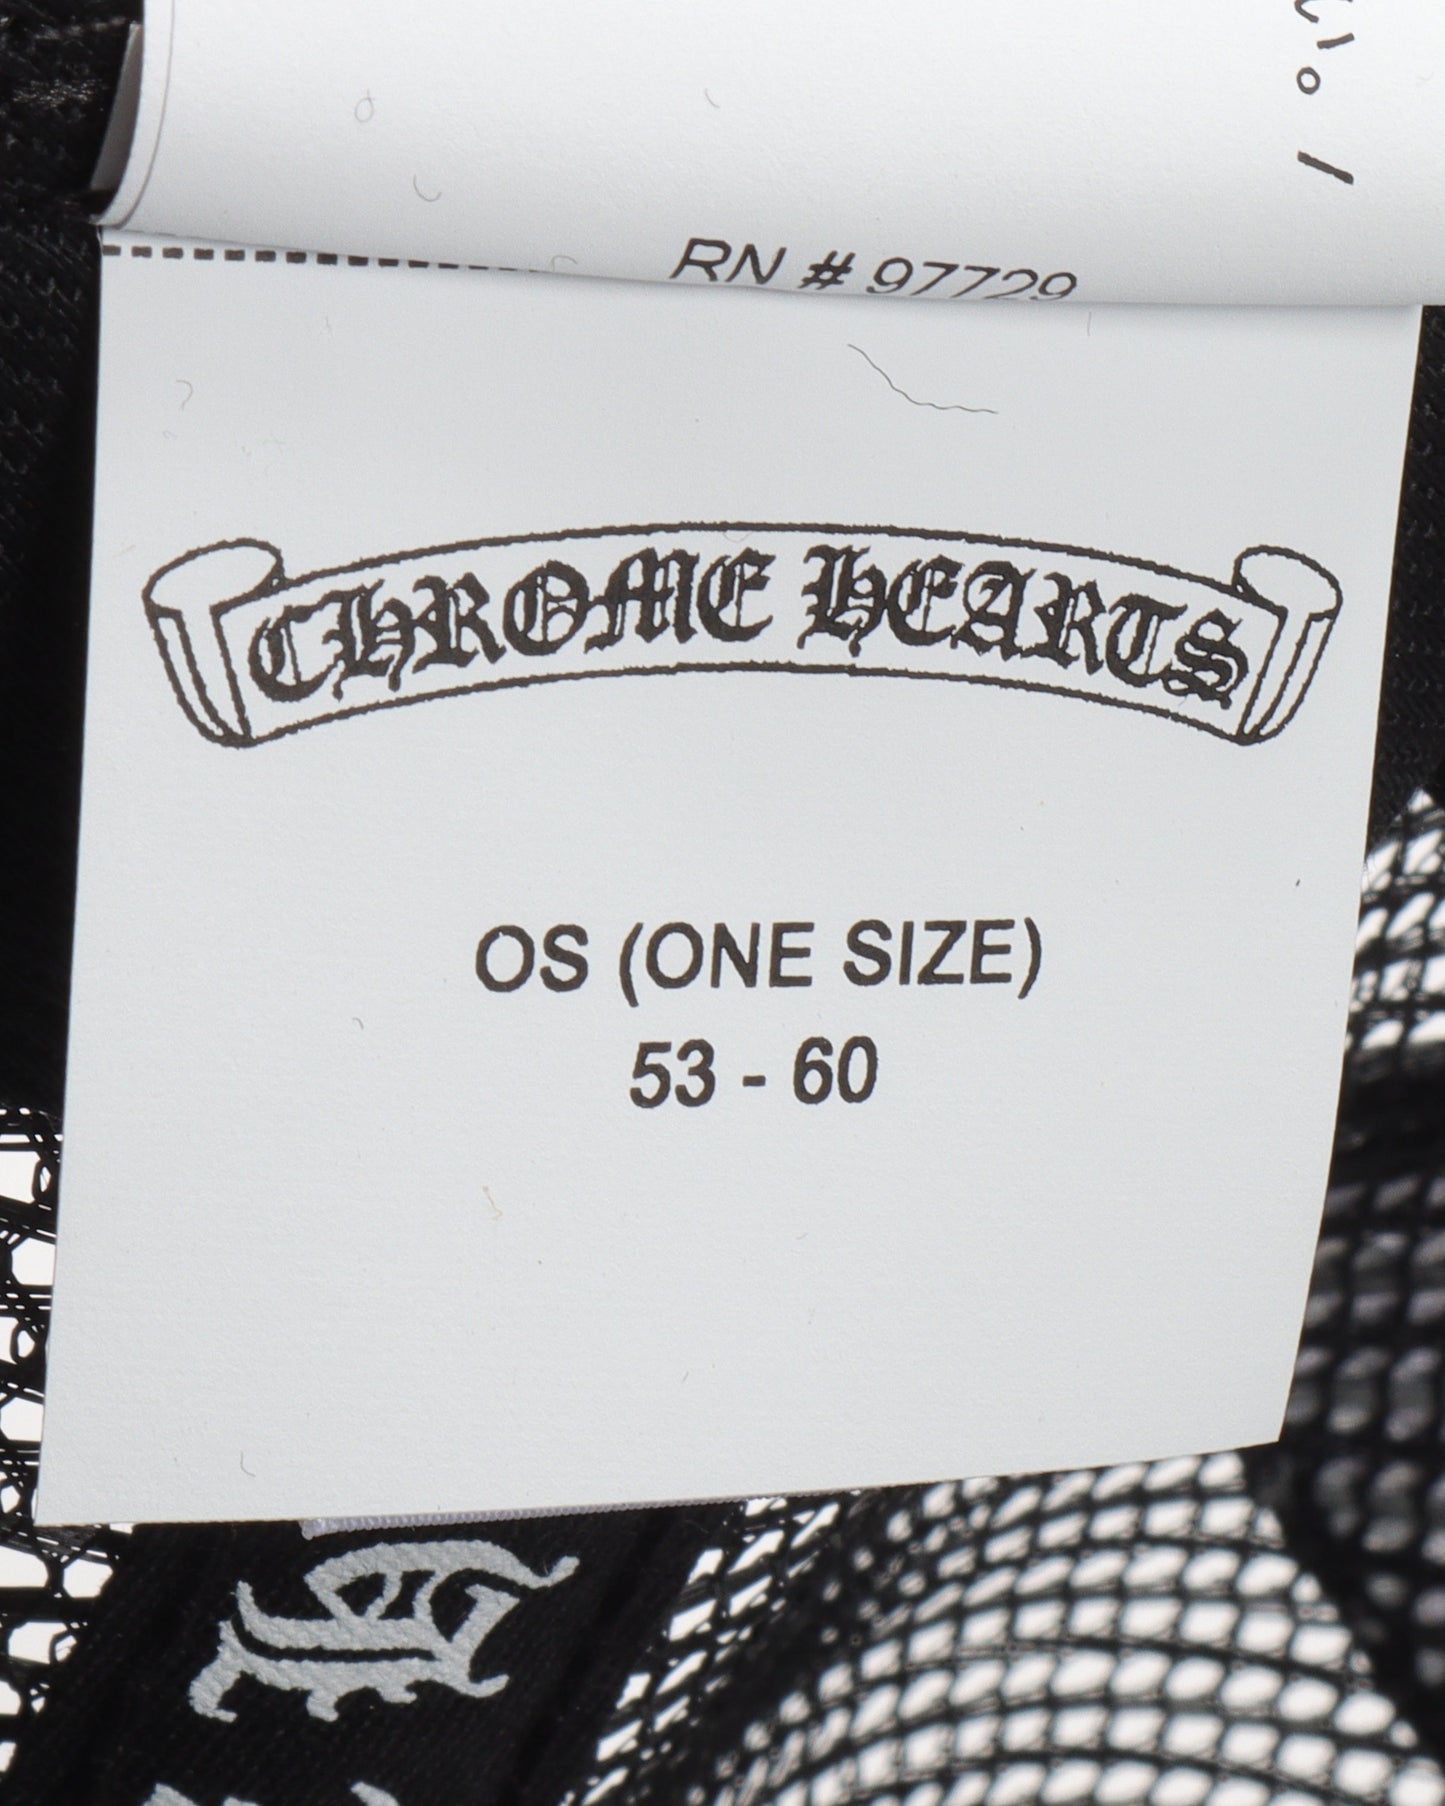 RN # 97729
CHROME HEARTS
OS (ONE SIZE)
53 - 60